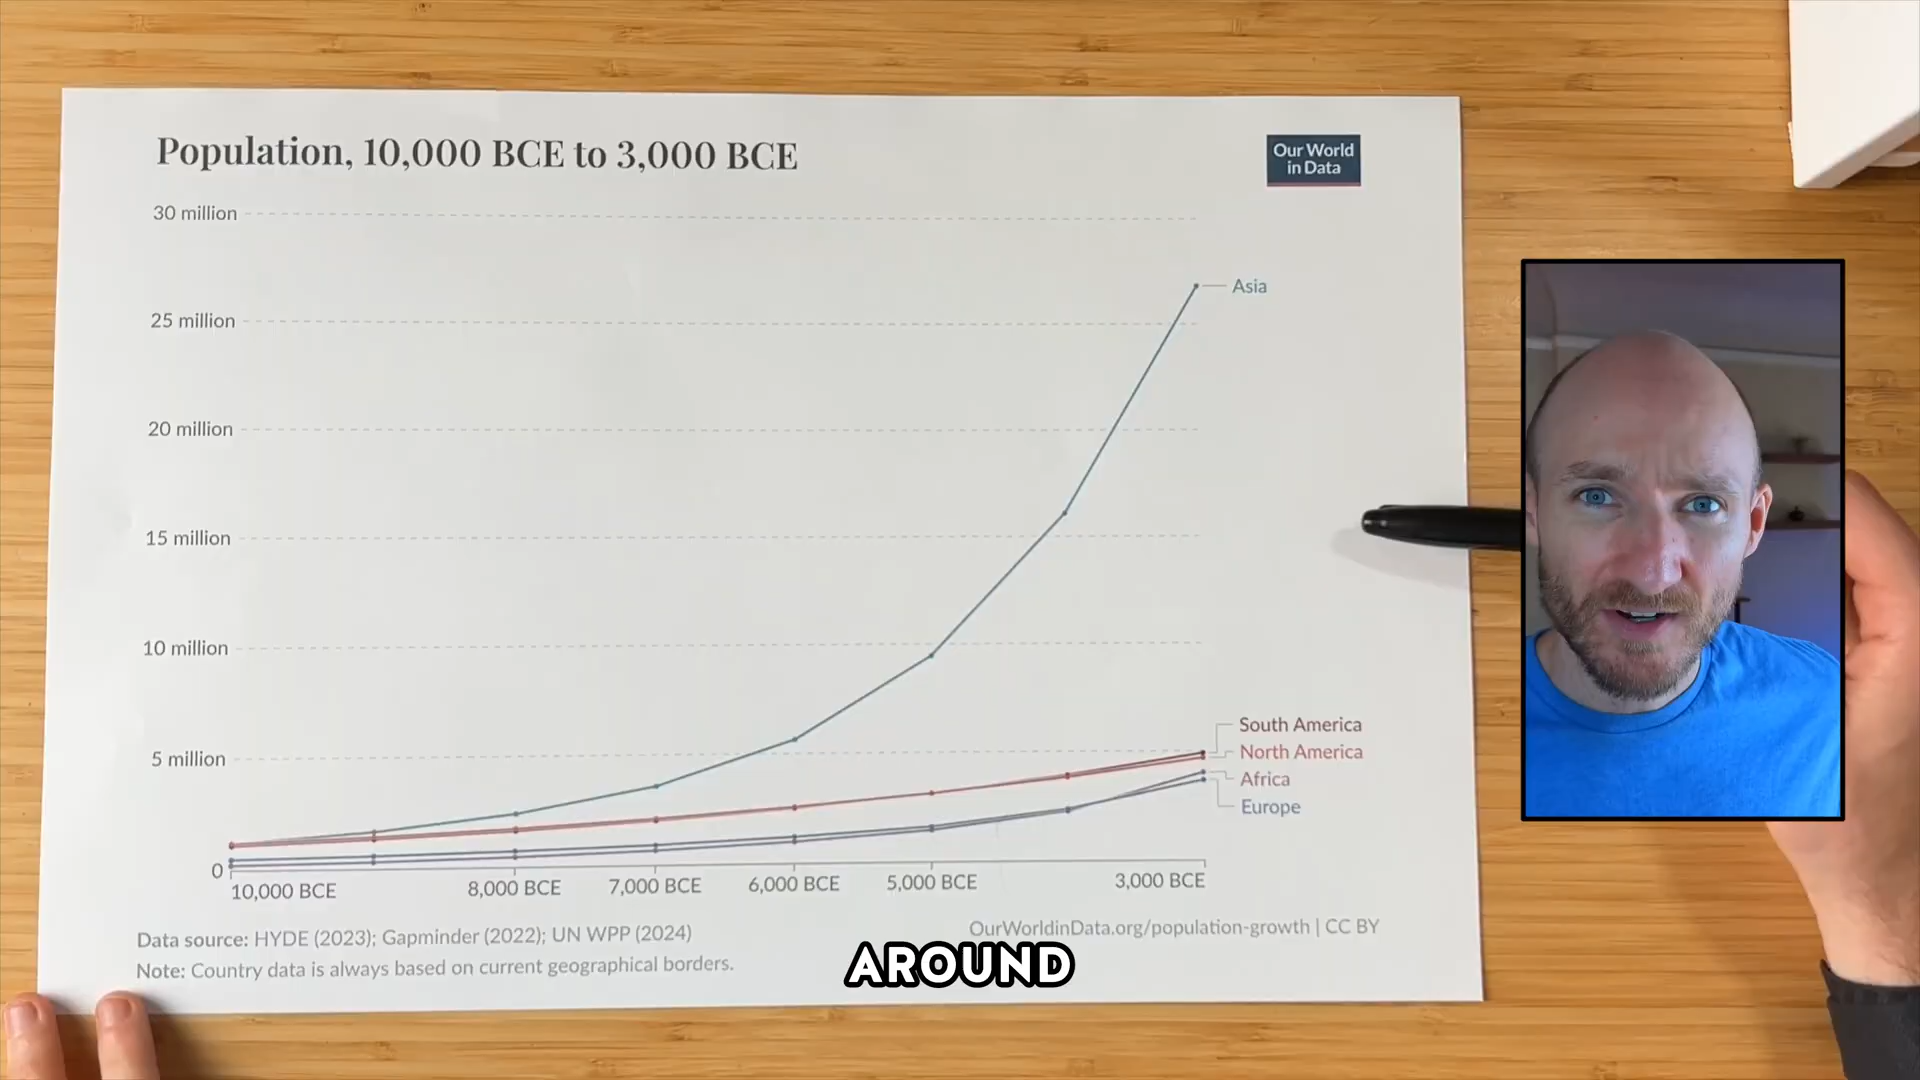 Population, 10,000 BCE to 3,000 BCE
Our World
in Data
30 million
25 million
20 million
15 million
10 million
5 million
0
Asia
South America
North America
Africa
Europe
10,000 BCE
8,000 BCE
7,000 BCE
6,000 BCE
5,000 BCE
3,000 BCE
Data source: HYDE (2023); Gapminder (2022); UN WPP (2024)
OurWorldinData.org/population-growth | CC BY
Note: Country data is always based on current geographical borders.
AROUND